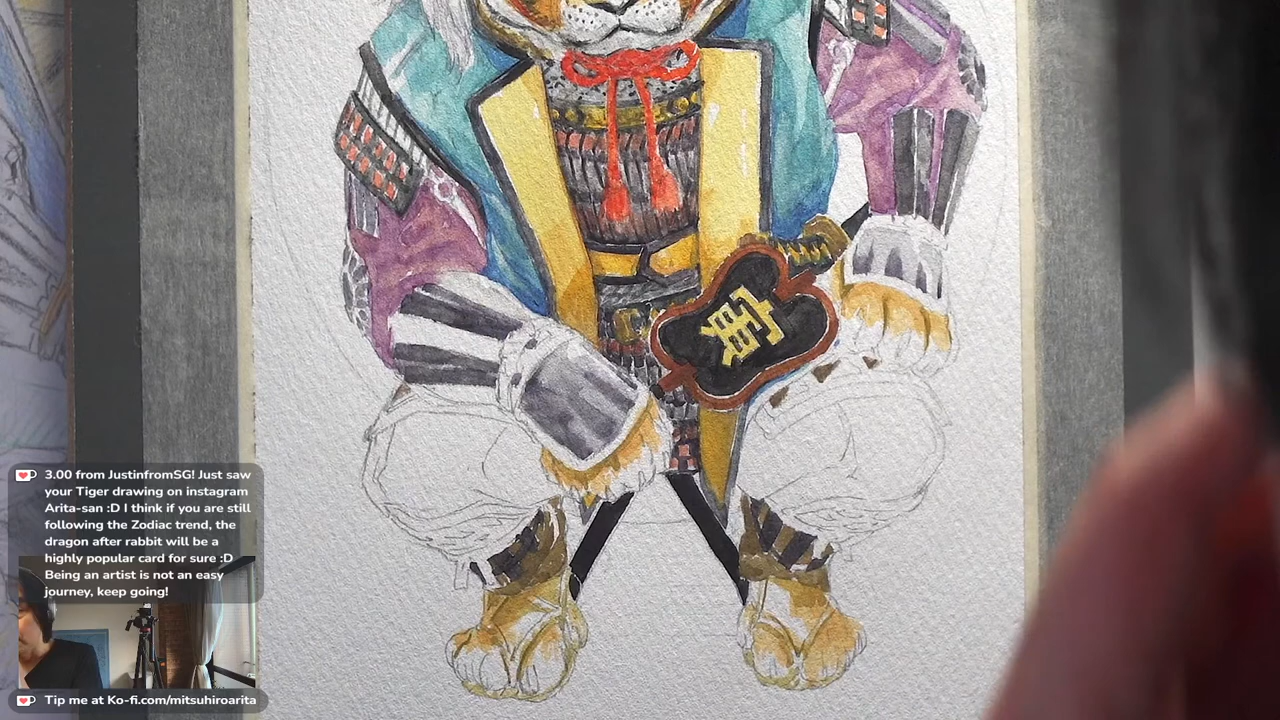 寅
3.00 from JustinfromSG! Just saw
your Tiger drawing on instagram
Arita-san :D I think if you are still
following the Zodiac trend, the
dragon after rabbit will be a
highly popular card for sure :D
Being an artist is not an easy
journey, keep going!
Tip me at Ko-fi.com/mitsuhiroarita